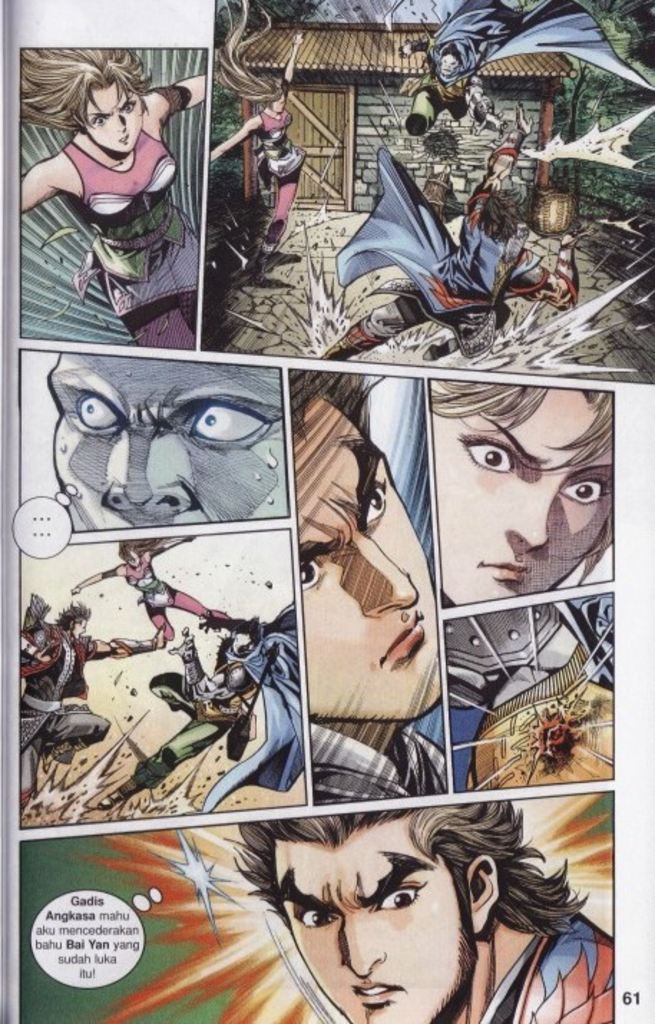 ...
...
Gadis
Angkasa mahu
aku mencederakan
bahu Bai Yan yang
sudah luka
itu!
61